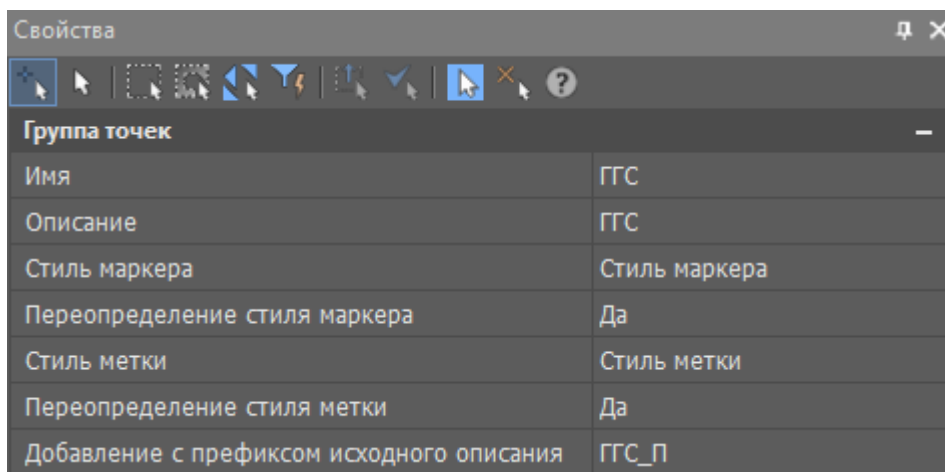 Свойства
Группа точек
Имя ГГС
Описание ГГС
Стиль маркера Стиль маркера
Переопределение стиля маркера Да
Стиль метки Стиль метки
Переопределение стиля метки Да
Добавление с префиксом исходного описания ГГС_П